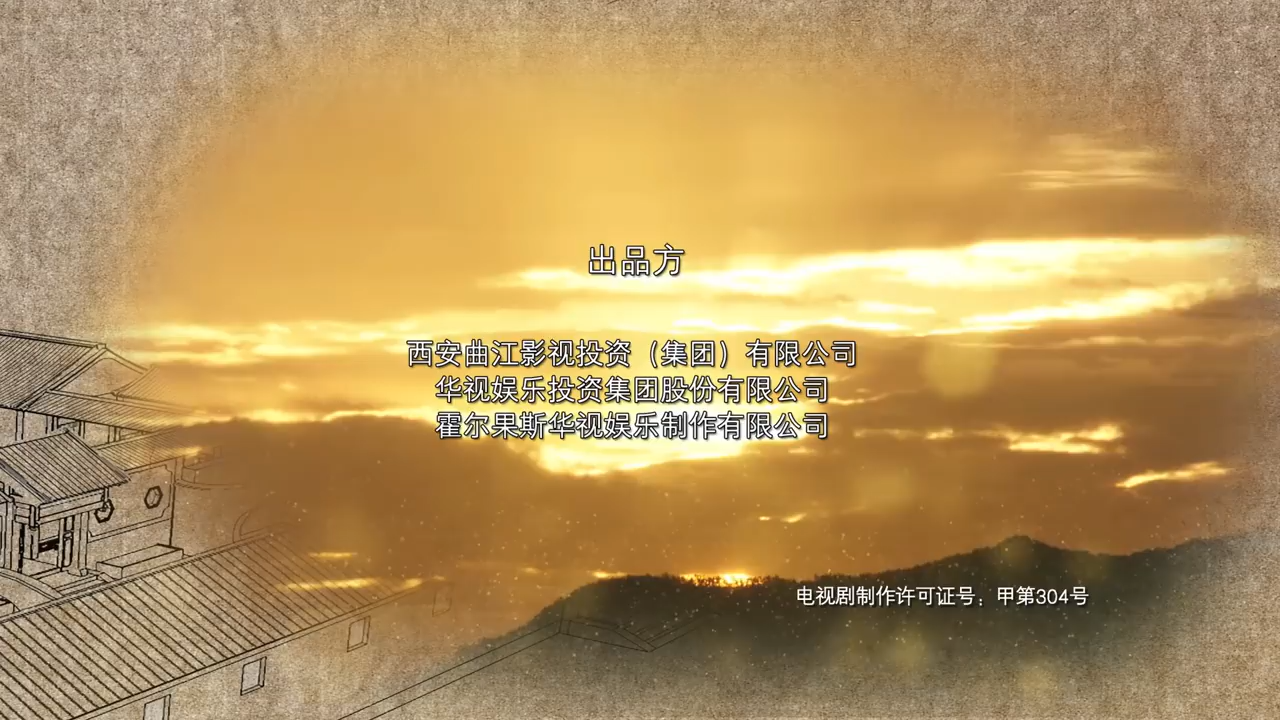 出品方
西安曲江影视投资（集团）有限公司
华视娱乐投资集团股份有限公司
霍尔果斯华视娱乐制作有限公司
电视剧制作许可证号：甲第304号